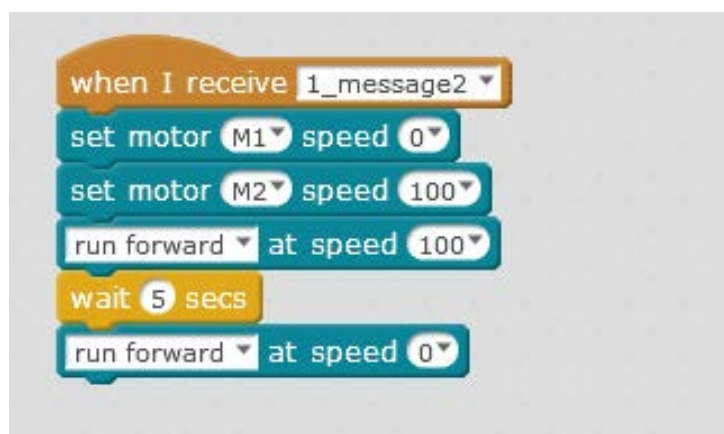 when I receive 1_message2
set motor M1 speed 0
set motor M2 speed 100
run forward at speed 100
wait 5 secs
run forward at speed 0